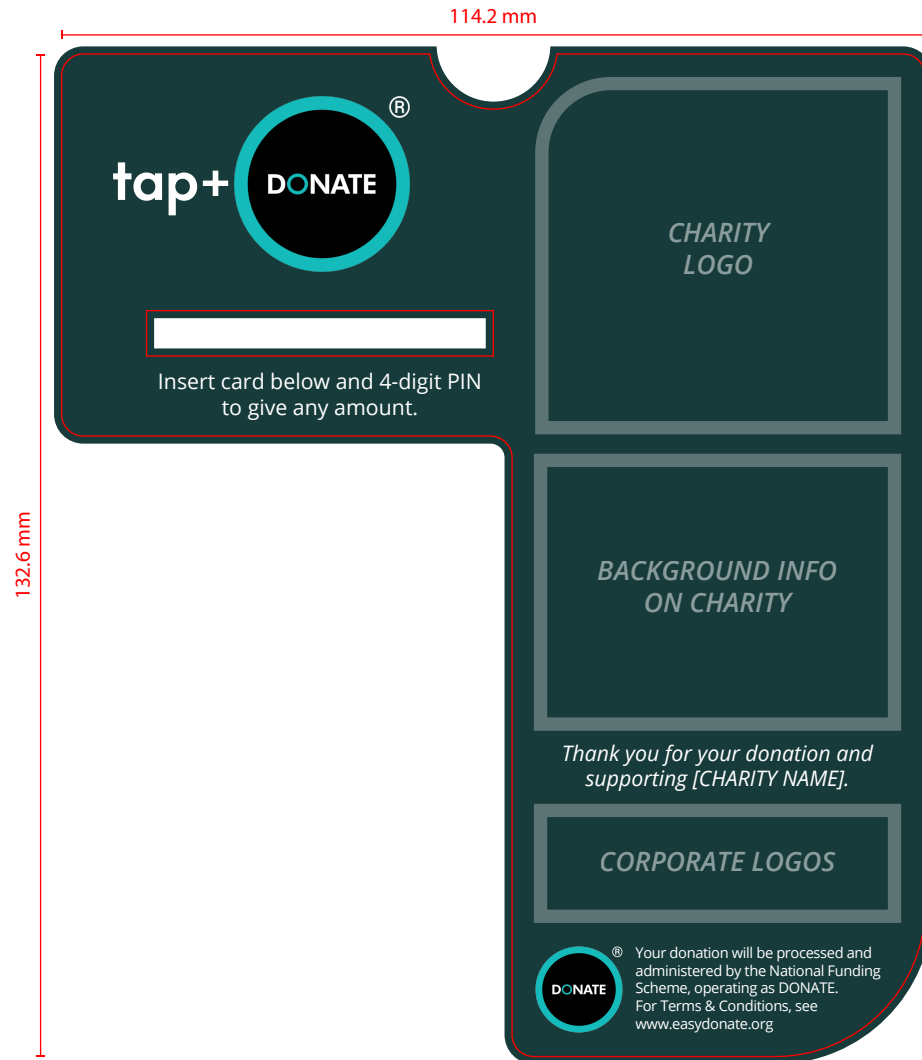 114.2 mm
132.6 mm
tap+
DONATE
®
Insert card below and 4-digit PIN
to give any amount.
CHARITY
LOGO
BACKGROUND INFO
ON CHARITY
Thank you for your donation and
supporting [CHARITY NAME].
CORPORATE LOGOS
DONATE
®
Your donation will be processed and
administered by the National Funding
Scheme, operating as DONATE.
For Terms & Conditions, see
www.easydonate.org